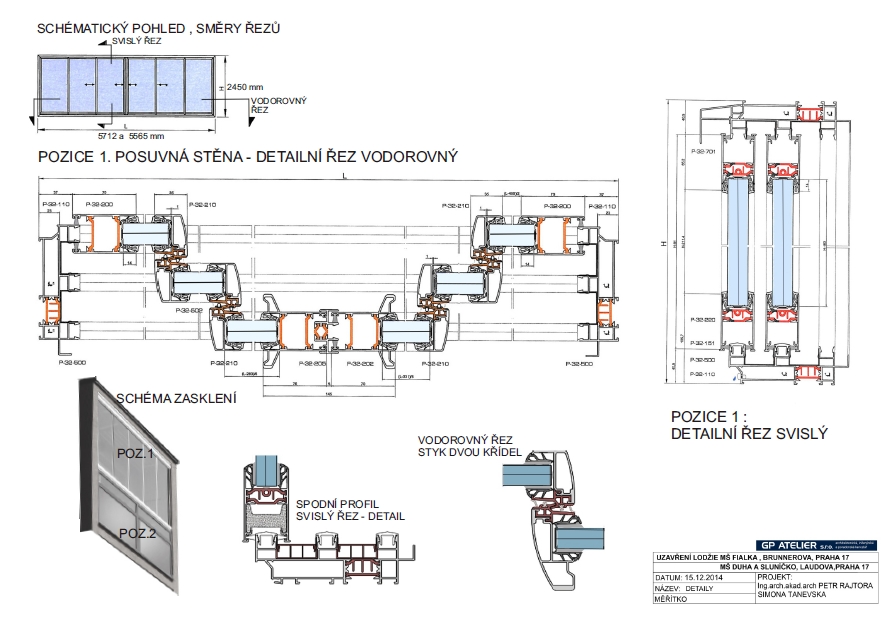 SCHÉMATICKÝ POHLED , SMĚRY ŘEZŮ
SVISLÝ ŘEZ
H
2450 mm
VODOROVNÝ
ŘEZ
L
5712 a 5565 mm
POZICE 1. POSUVNÁ STĚNA - DETAILNÍ ŘEZ VODOROVNÝ
L
P-32-110
P-32-200
P-32-210
P-32-210
P-32-200
P-32-110
14
14
P-32-602
P-32-600
P-32-210
P-32-205
P-32-202
P-32-210
P-32-500
145
P-32-701
H
P-32-220
P-32-151
P-32-500
P-32-110
POZICE 1 :
DETAILNÍ ŘEZ SVISLÝ
SCHÉMA ZASKLENÍ
POZ.1
POZ.2
SPODNÍ PROFIL
SVISLÝ ŘEZ - DETAIL
VODOROVNÝ ŘEZ
STYK DVOU KŘÍDEL
GP ATELIER s.r.o.
UZAVŘENÍ LODŽIE MŠ FIALKA , BRUNNEROVA, PRAHA 17
MŠ DUHA A SLUNÍČKO, LAUDOVA,PRAHA 17
DATUM: 15.12.2014
NÁZEV: DETAILY
MĚŘÍTKO
PROJEKT:
Ing.arch,akad.arch PETR RAJTORA
SIMONA TANEVSKA